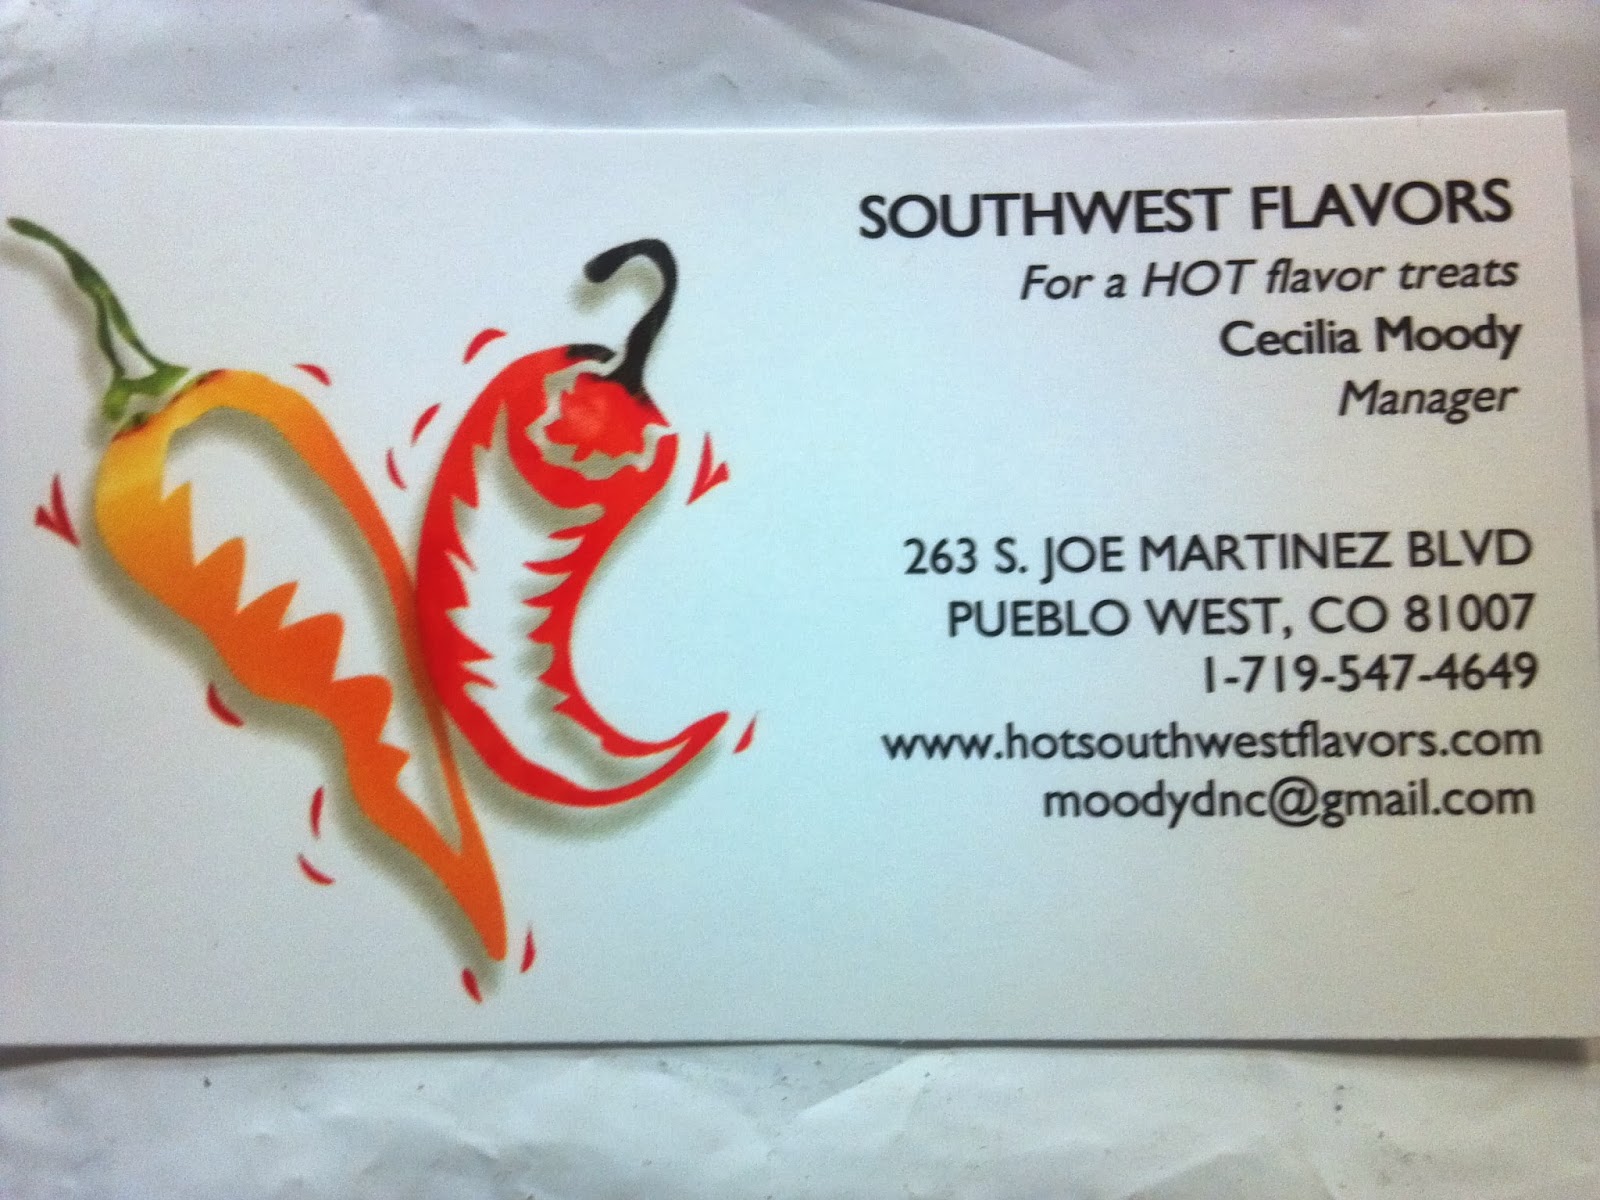 SOUTHWEST FLAVORS
For a HOT flavor treats
Cecilia Moody
Manager
263 S. JOE MARTINEZ BLVD
PUEBLO WEST, CO 81007
1-719-547-4649
www.hotsouthwestflavors.com
moodydnc@gmail.com